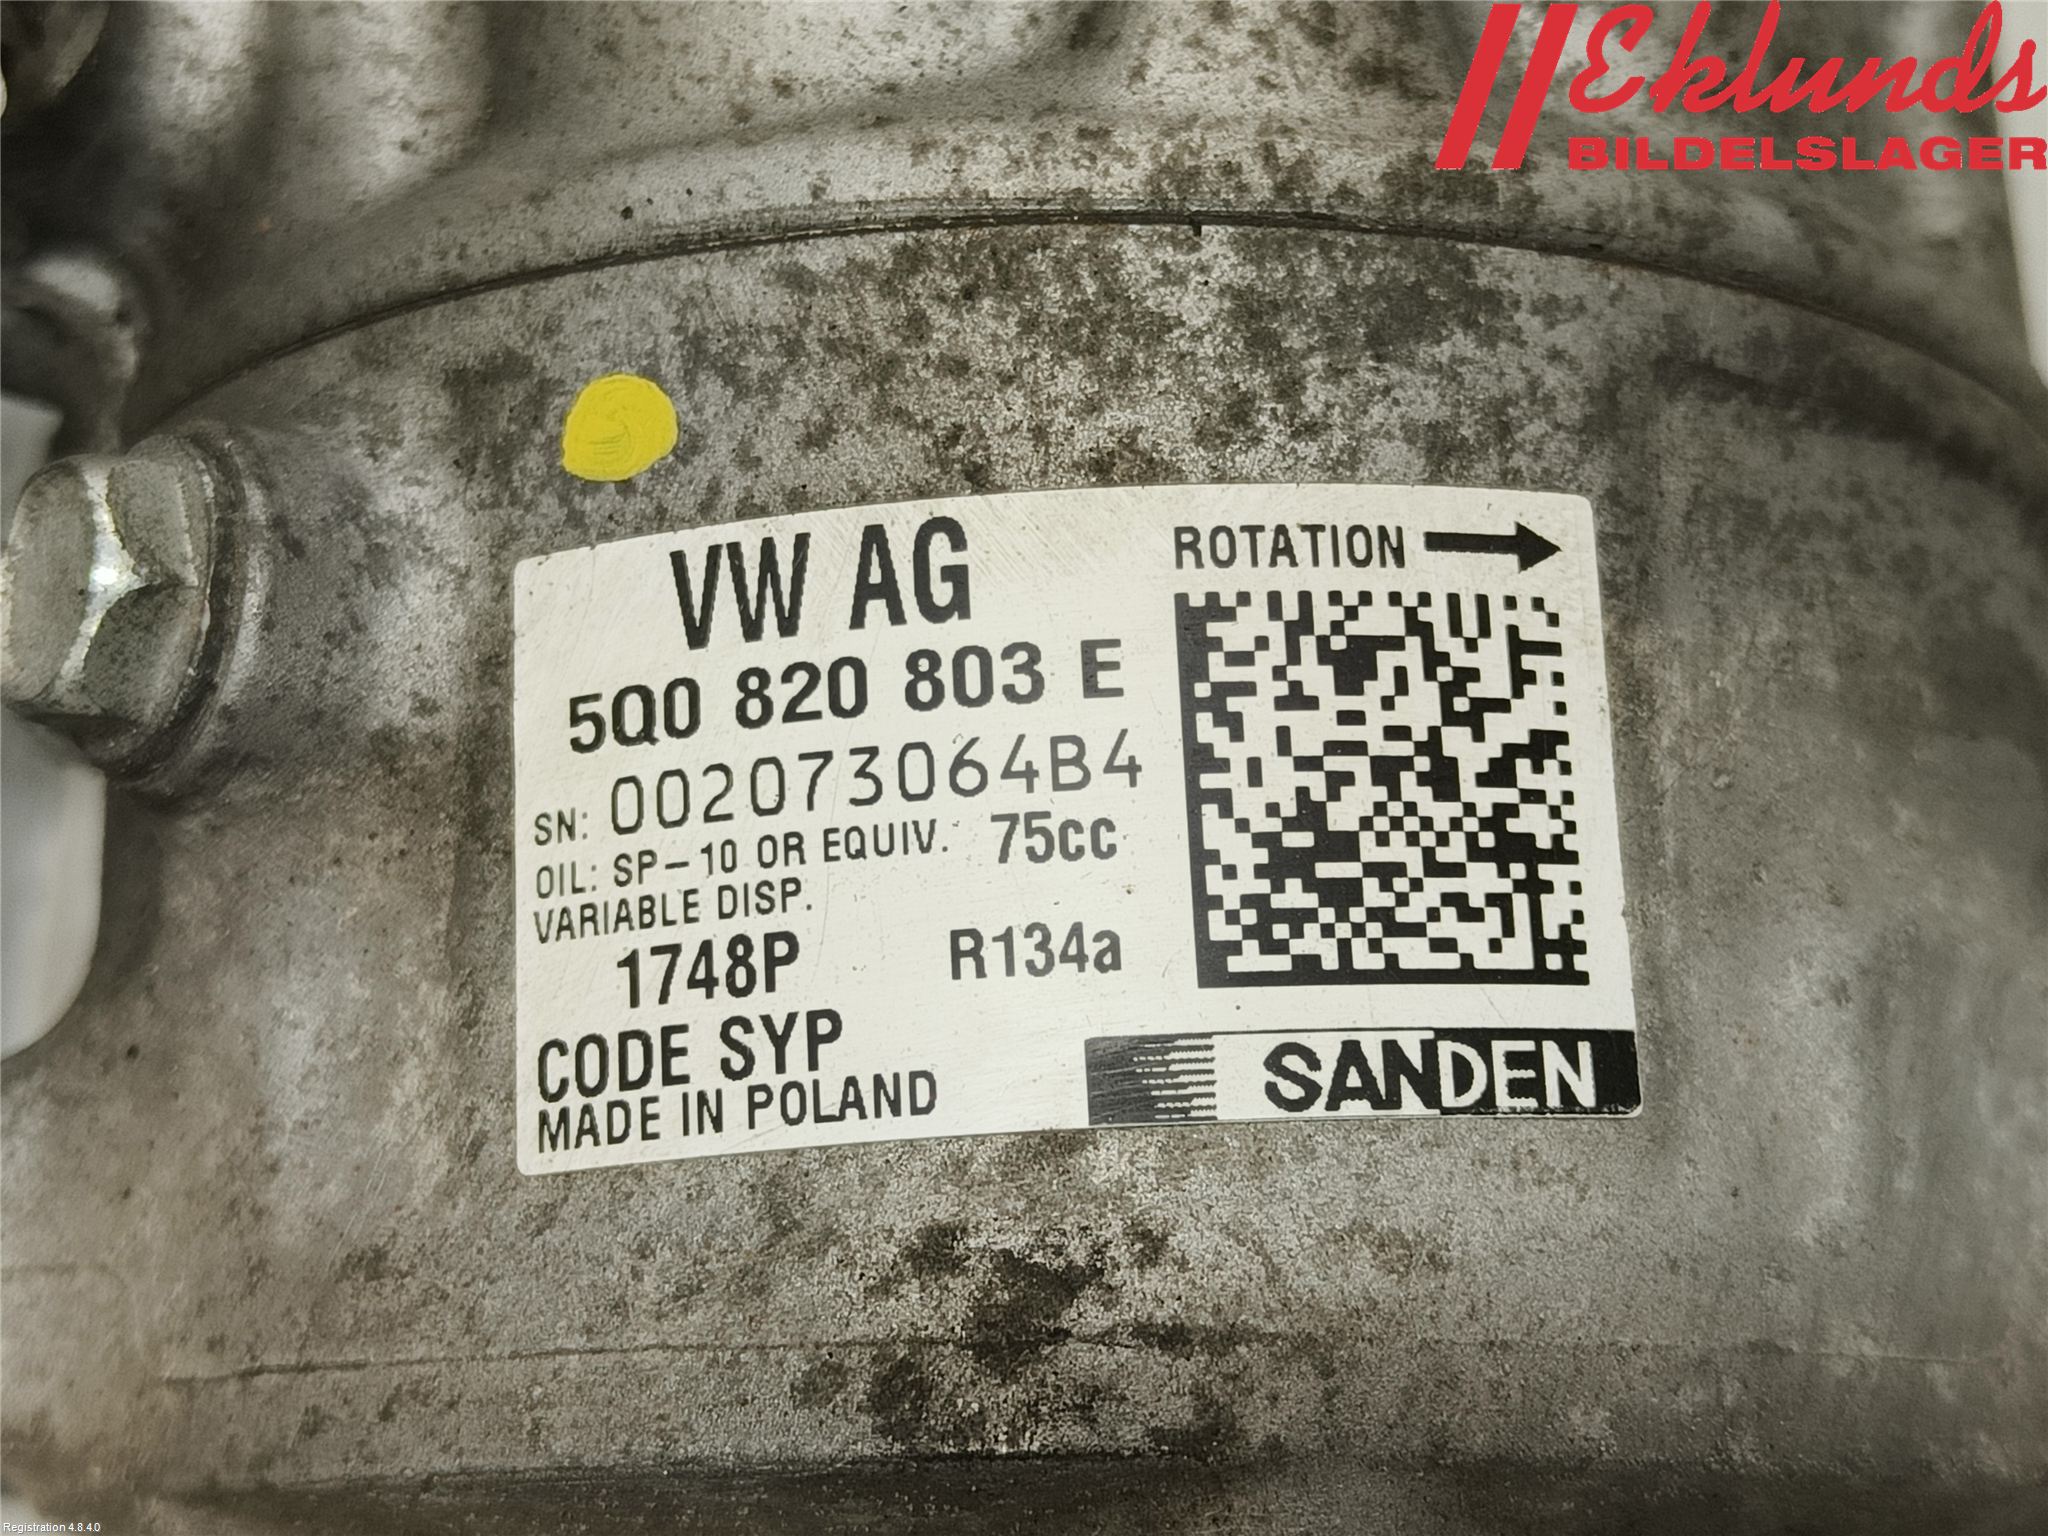 Eklunds
BILDELSLAGER
VW AG
ROTATION
5Q0 820 803 E
SN: 002073064B4
OIL: SP-10 OR EQUIV. 75cc
VARIABLE DISP.
1748P R134a
CODE SYP
MADE IN POLAND
SANDEN
Registration 4.8.4.0